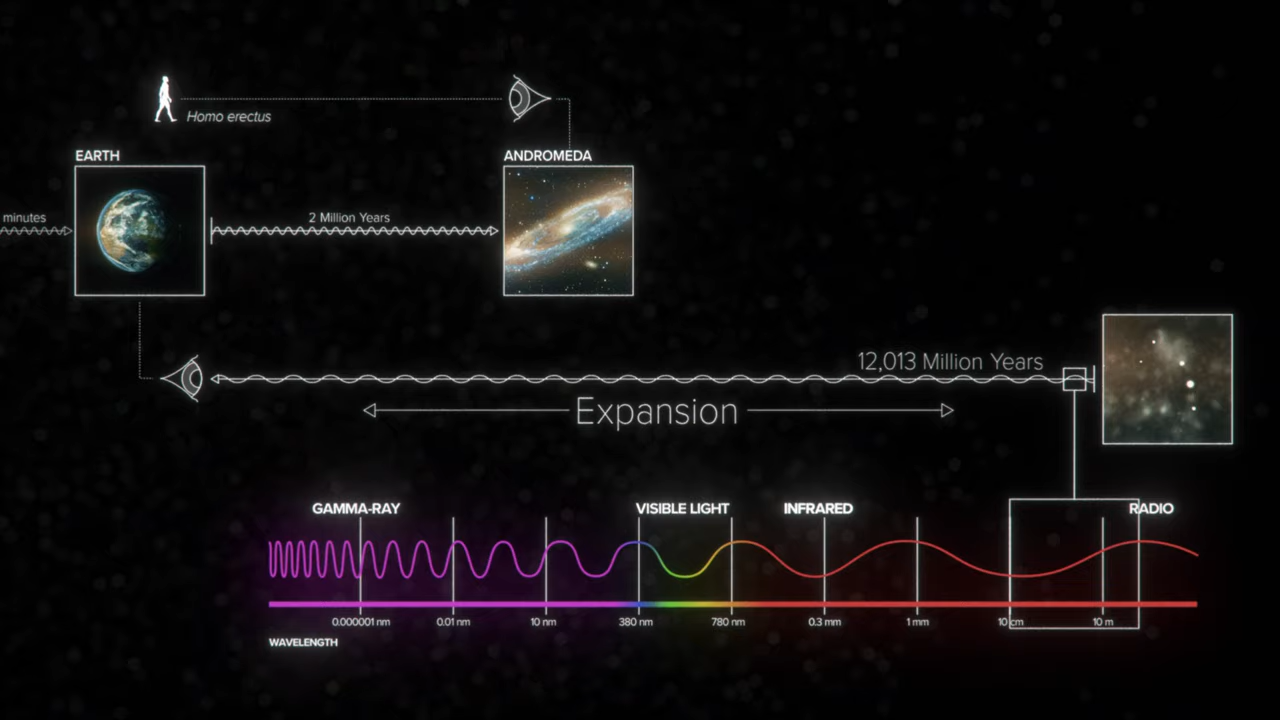 Homo erectus
EARTH
ANDROMEDA
minutes
2 Million Years
12,013 Million Years
Expansion
GAMMA-RAY
VISIBLE LIGHT
INFRARED
RADIO
0.000001 nm
0.01 nm
10 nm
380 nm
780 nm
0.3 mm
1 mm
10 cm
10 m
WAVELENGTH